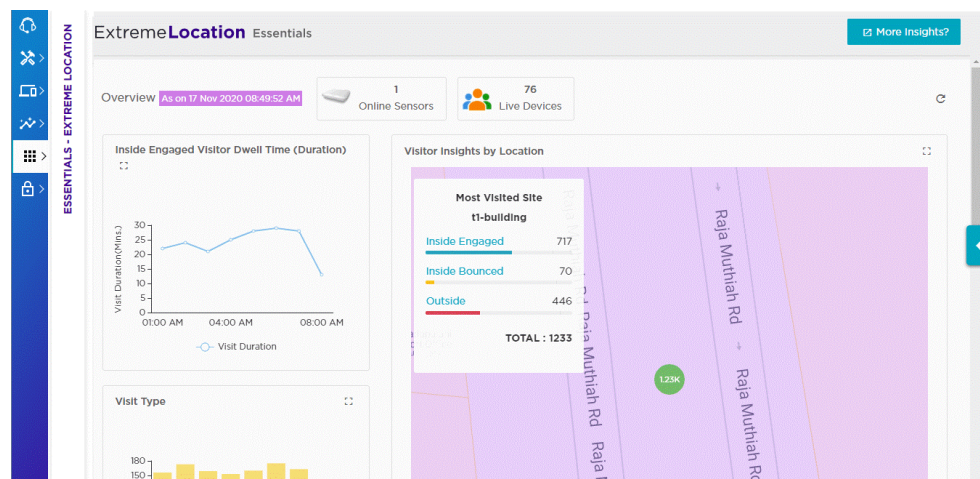 ESSENTIALS - EXTREME LOCATION
ExtremeLocation Essentials
More Insights?
Overview As on 17 Nov 2020 08:49:52 AM
1
Online Sensors
76
Live Devices
Inside Engaged Visitor Dwell Time (Duration)
Visit Duration(Mins.)
30
25
20
15
10
5
0
01:00 AM 04:00 AM 08:00 AM
Visit Duration
Visit Type
180
150
Visitor Insights by Location
Most Visited Site
t1-building
Inside Engaged 717
Inside Bounced 70
Outside 446
TOTAL : 1233
Raja Muthiah Rd
Raja
Raja Muthiah Rd
Raja Muthiah Rd
1.23K